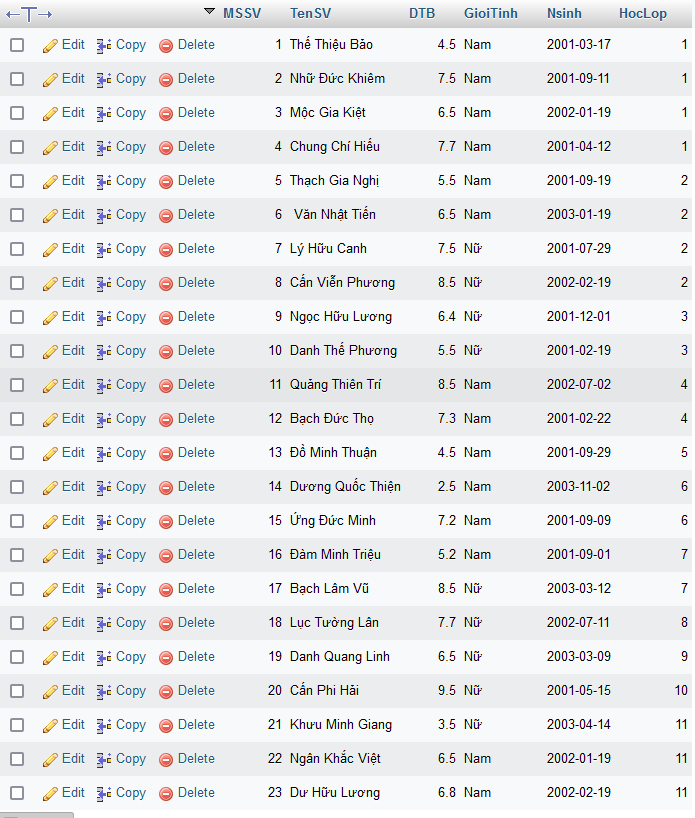 MSSV TenSV DTB GioiTinh Nsinh HocLop
Edit Copy Delete 1 Thế Thiệu Bảo 4.5 Nam 2001-03-17 1
Edit Copy Delete 2 Nhữ Đức Khiêm 7.5 Nam 2001-09-11 1
Edit Copy Delete 3 Mộc Gia Kiệt 6.5 Nam 2002-01-19 1
Edit Copy Delete 4 Chung Chí Hiếu 7.7 Nam 2001-04-12 1
Edit Copy Delete 5 Thạch Gia Nghị 5.5 Nam 2001-09-19 2
Edit Copy Delete 6 Văn Nhật Tiến 6.5 Nam 2003-01-19 2
Edit Copy Delete 7 Lý Hữu Canh 7.5 Nữ 2001-07-29 2
Edit Copy Delete 8 Cấn Viễn Phương 8.5 Nữ 2002-02-19 2
Edit Copy Delete 9 Ngọc Hữu Lương 6.4 Nữ 2001-12-01 3
Edit Copy Delete 10 Danh Thế Phương 5.5 Nữ 2001-02-19 3
Edit Copy Delete 11 Quảng Thiên Trí 8.5 Nam 2002-07-02 4
Edit Copy Delete 12 Bạch Đức Thọ 7.3 Nam 2001-02-22 4
Edit Copy Delete 13 Đồ Minh Thuận 4.5 Nam 2001-09-29 5
Edit Copy Delete 14 Dương Quốc Thiện 2.5 Nam 2003-11-02 6
Edit Copy Delete 15 Ứng Đức Minh 7.2 Nam 2001-09-09 6
Edit Copy Delete 16 Đàm Minh Triệu 5.2 Nam 2001-09-01 7
Edit Copy Delete 17 Bạch Lâm Vũ 8.5 Nữ 2003-03-12 7
Edit Copy Delete 18 Lục Tường Lân 7.7 Nữ 2002-07-11 8
Edit Copy Delete 19 Danh Quang Linh 6.5 Nữ 2003-03-09 9
Edit Copy Delete 20 Cấn Phi Hải 9.5 Nữ 2001-05-15 10
Edit Copy Delete 21 Khưu Minh Giang 3.5 Nữ 2003-04-14 11
Edit Copy Delete 22 Ngân Khắc Việt 6.5 Nam 2002-01-19 11
Edit Copy Delete 23 Dư Hữu Lương 6.8 Nam 2002-02-19 11